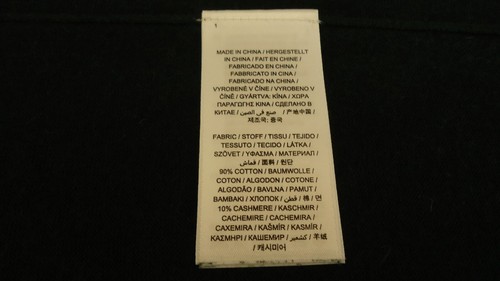 1
MADE IN CHINA / HERGESTELLT
IN CHINA / FAIT EN CHINE /
FABRICADO EN CHINA /
FABBRICATO IN CINA /
FABRICADO NA CHINA /
VYROBENÉ V ČÍNE / VYROBENO V
ČÍNĚ / GYÁRTVA: KÍNA / ΧΩΡΑ
ΠΑΡΑΓΩΓΗΣ ΚΙΝΑ / СДЕЛАНО В
КИТАЕ / صنع في الصين / 产地中国 /
제조국: 중국
FABRIC / STOFF / TISSU / TEJIDO /
TESSUTO / TECIDO / LÁTKA /
SZÖVET / ΥΦΑΣΜΑ / МАТЕРИАЛ /
قماش / 面料 / 원단
90% COTTON / BAUMWOLLE /
COTON / ALGODON / COTONE /
ALGODÃO / BAVLNA / PAMUT /
ΒΑΜΒΑΚΙ / ХЛОПОК / قطن / 棉 / 면
10% CASHMERE / KASCHMIR /
CACHEMIRE / CACHEMIRA /
CAXEMIRA / KAŠMÍR / KASMÍR /
ΚΑΣΜΗΡΙ / КАШЕМИР / كشمير / 羊绒
/ 캐시미어